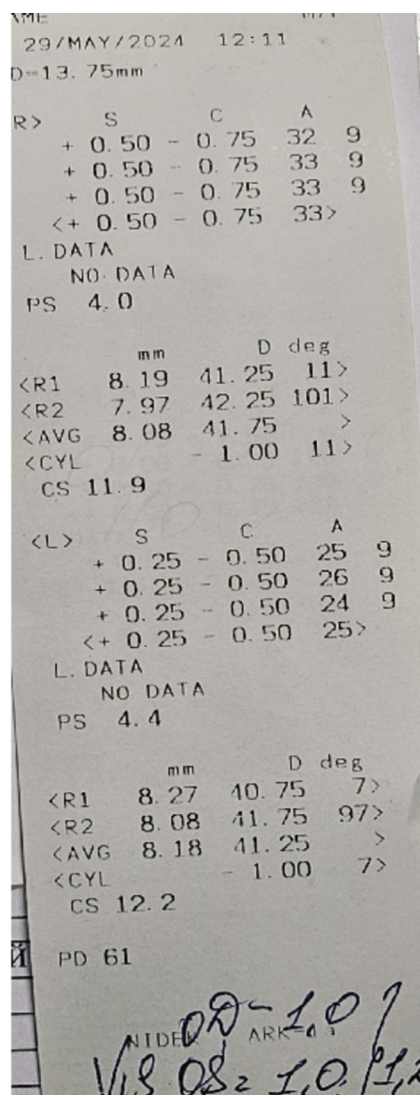 29/MAY/2024 12:11
D=13.75mm
R> S C A
+ 0.50 - 0.75 32 9
+ 0.50 - 0.75 33 9
+ 0.50 - 0.75 33 9
<+ 0.50 - 0.75 33>
L.DATA
NO DATA
PS 4.0
mm D deg
<R1 8.19 41.25 11>
<R2 7.97 42.25 101>
<AVG 8.08 41.75 >
<CYL - 1.00 11>
CS 11.9
<L> S C A
+ 0.25 - 0.50 25 9
+ 0.25 - 0.50 26 9
+ 0.25 - 0.50 24 9
<+ 0.25 - 0.50 25>
L.DATA
NO DATA
PS 4.4
mm D deg
<R1 8.27 40.75 7>
<R2 8.08 41.75 97>
<AVG 8.18 41.25 >
<CYL - 1.00 7>
CS 12.2
й PD 61
OD - 1,0
NIDE ARK
Vis OS = 1,0